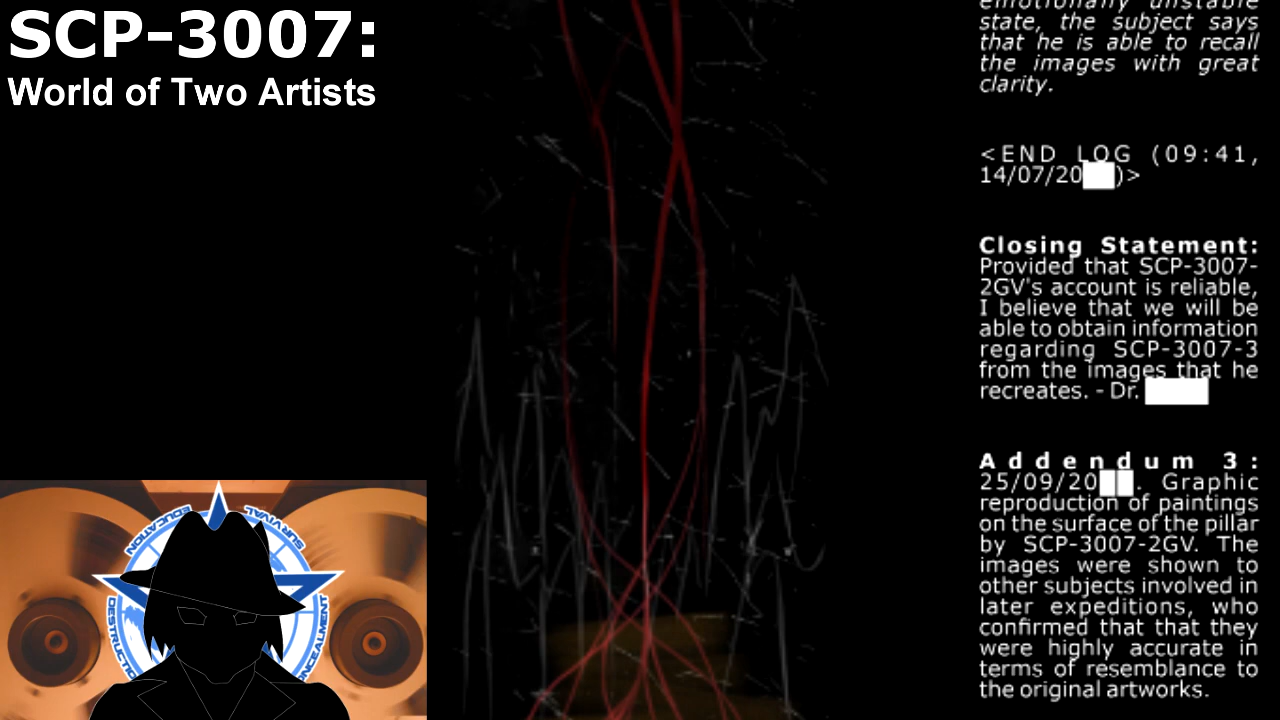 SCP-3007:
World of Two Artists
emotionally unstable
state, the subject says
that he is able to recall
the images with great
clarity.
<END LOG (09:41,
14/07/20██)>
Closing Statement:
Provided that SCP-3007-
2GV's account is reliable,
I believe that we will be
able to obtain information
regarding SCP-3007-3
from the images that he
recreates. - Dr. 
Addendum 3:
25/09/20██. Graphic
reproduction of paintings
on the surface of the pillar
by SCP-3007-2GV. The
images were shown to
other subjects involved in
later expeditions, who
confirmed that that they
were highly accurate in
terms of resemblance to
the original artworks.
EDUCATION
SURVIVAL